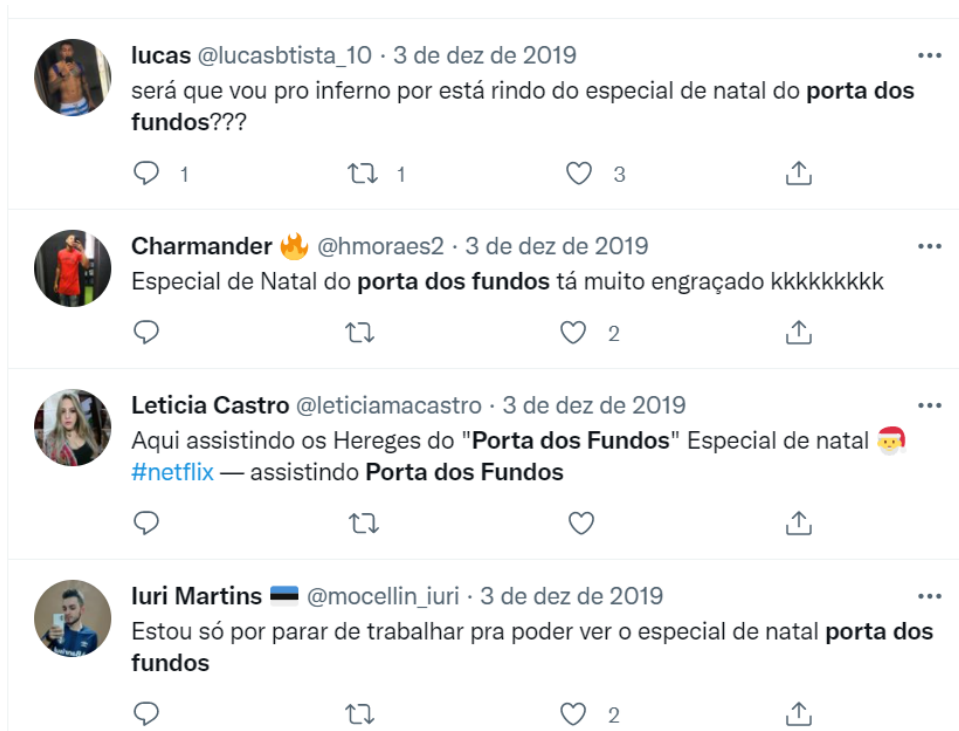 lucas @lucasbtista_10 · 3 de dez de 2019
será que vou pro inferno por está rindo do especial de natal do porta dos
fundos???
1 1 3
Charmander 🔥 @hmoraes2 · 3 de dez de 2019
Especial de Natal do porta dos fundos tá muito engraçado kkkkkkkkk
2
Leticia Castro @leticiamacastro · 3 de dez de 2019
Aqui assistindo os Hereges do "Porta dos Fundos" Especial de natal 🎅
#netflix — assistindo Porta dos Fundos
Iuri Martins 🇪🇪 @mocellin_iuri · 3 de dez de 2019
Estou só por parar de trabalhar pra poder ver o especial de natal porta dos
fundos
2